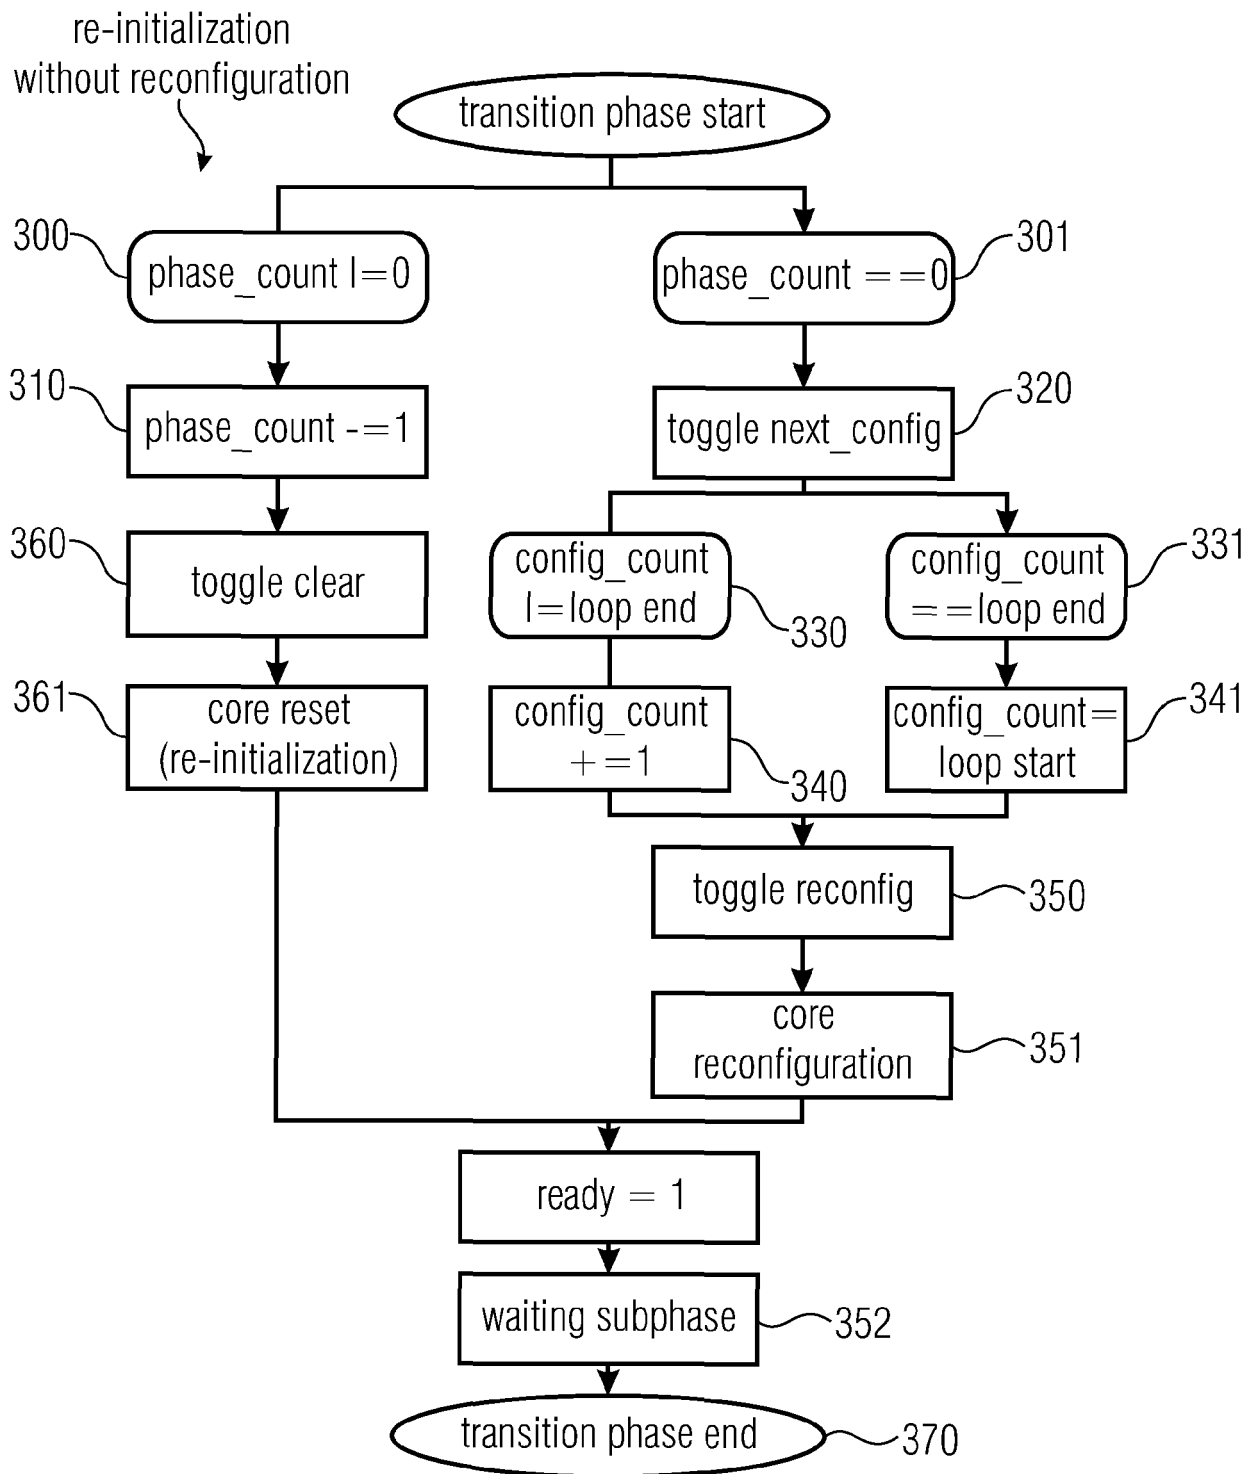 re-initialization
without reconfiguration
transition phase start
300
phase_count I=0
301
phase_count ==0
310
phase_count -=1
320
toggle next_config
360
toggle clear
330
config_count
I=loop end
331
config_count
==loop end
361
core reset
(re-initialization)
340
config_count
+=1
341
config_count=
loop start
350
toggle reconfig
351
core
reconfiguration
ready = 1
352
waiting subphase
370
transition phase end